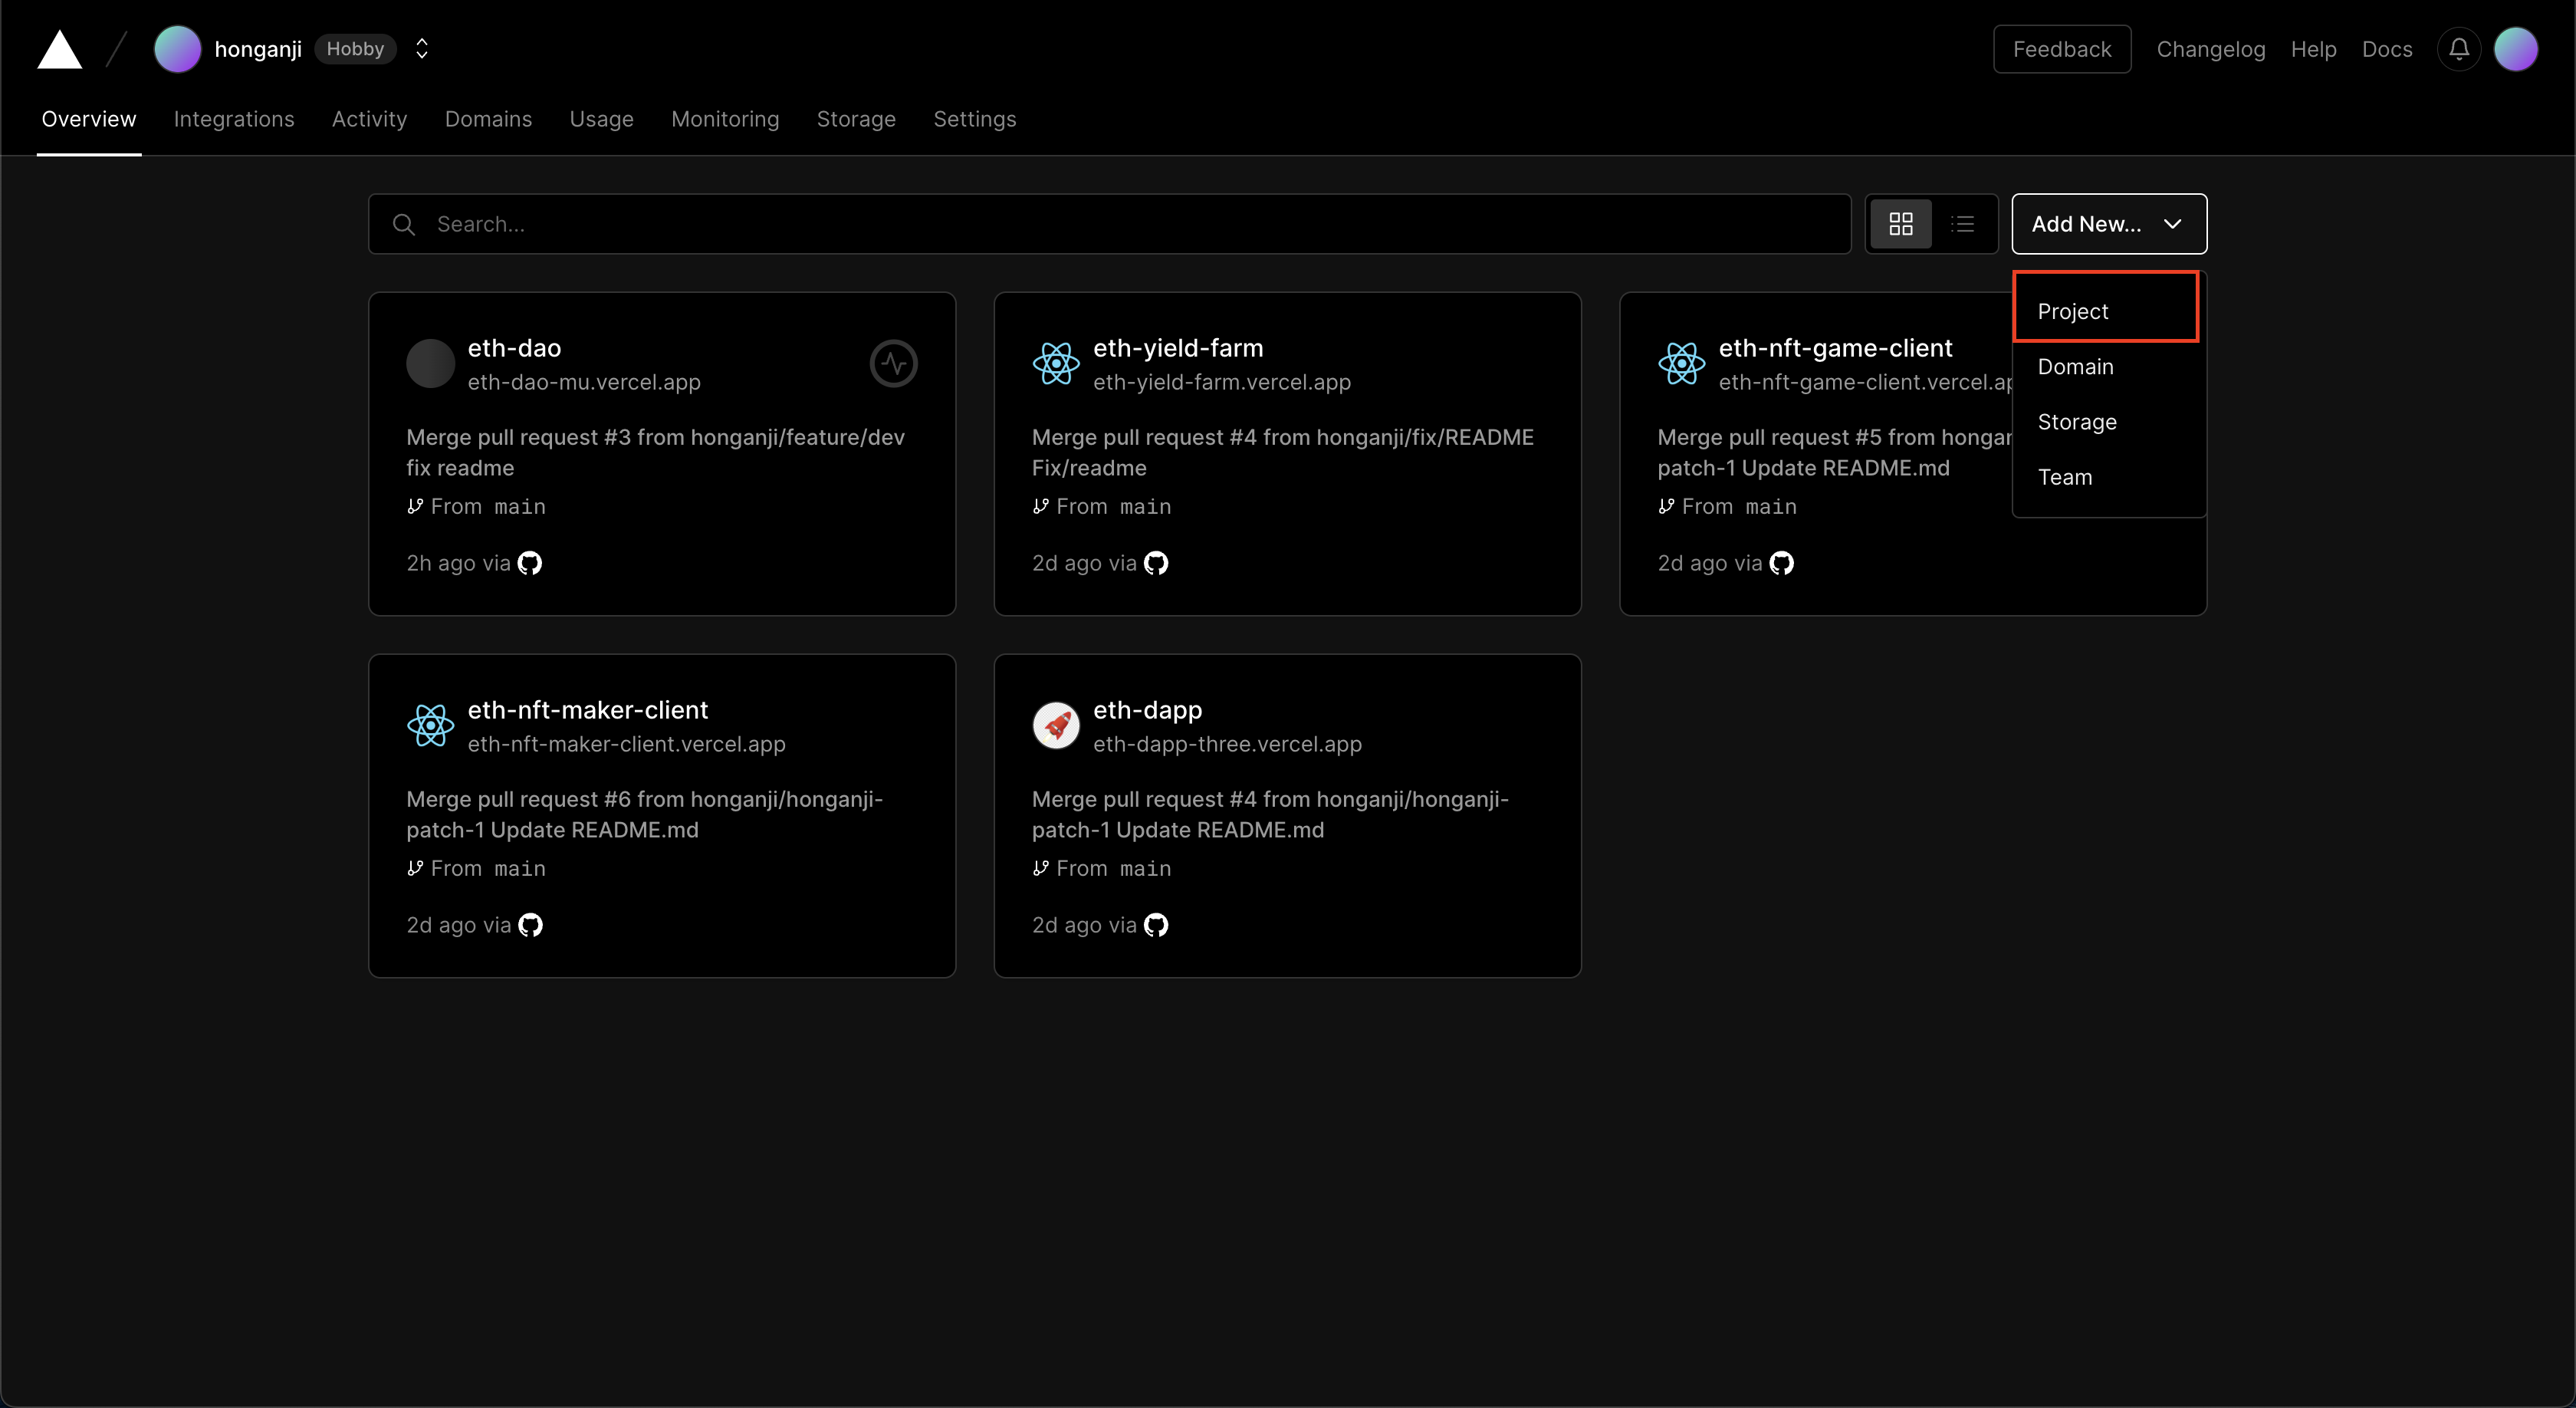 honganji Hobby
Feedback Changelog Help Docs
Overview Integrations Activity Domains Usage Monitoring Storage Settings
Search...
Add New...
Project
Domain
Storage
Team
eth-dao
eth-dao-mu.vercel.app
Merge pull request #3 from honganji/feature/dev
fix readme
From main
2h ago via
eth-yield-farm
eth-yield-farm.vercel.app
Merge pull request #4 from honganji/fix/README
Fix/readme
From main
2d ago via
eth-nft-game-client
eth-nft-game-client.vercel.ap
Merge pull request #5 from hongan
patch-1 Update README.md
From main
2d ago via
eth-nft-maker-client
eth-nft-maker-client.vercel.app
Merge pull request #6 from honganji/honganji-
patch-1 Update README.md
From main
2d ago via
eth-dapp
eth-dapp-three.vercel.app
Merge pull request #4 from honganji/honganji-
patch-1 Update README.md
From main
2d ago via